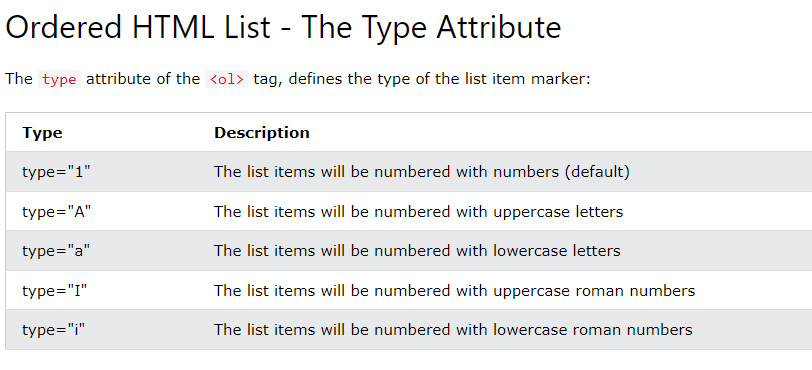 Ordered HTML List - The Type Attribute
The type attribute of the <ol> tag, defines the type of the list item marker:
Type Description
type="1" The list items will be numbered with numbers (default)
type="A" The list items will be numbered with uppercase letters
type="a" The list items will be numbered with lowercase letters
type="I" The list items will be numbered with uppercase roman numbers
type="i" The list items will be numbered with lowercase roman numbers